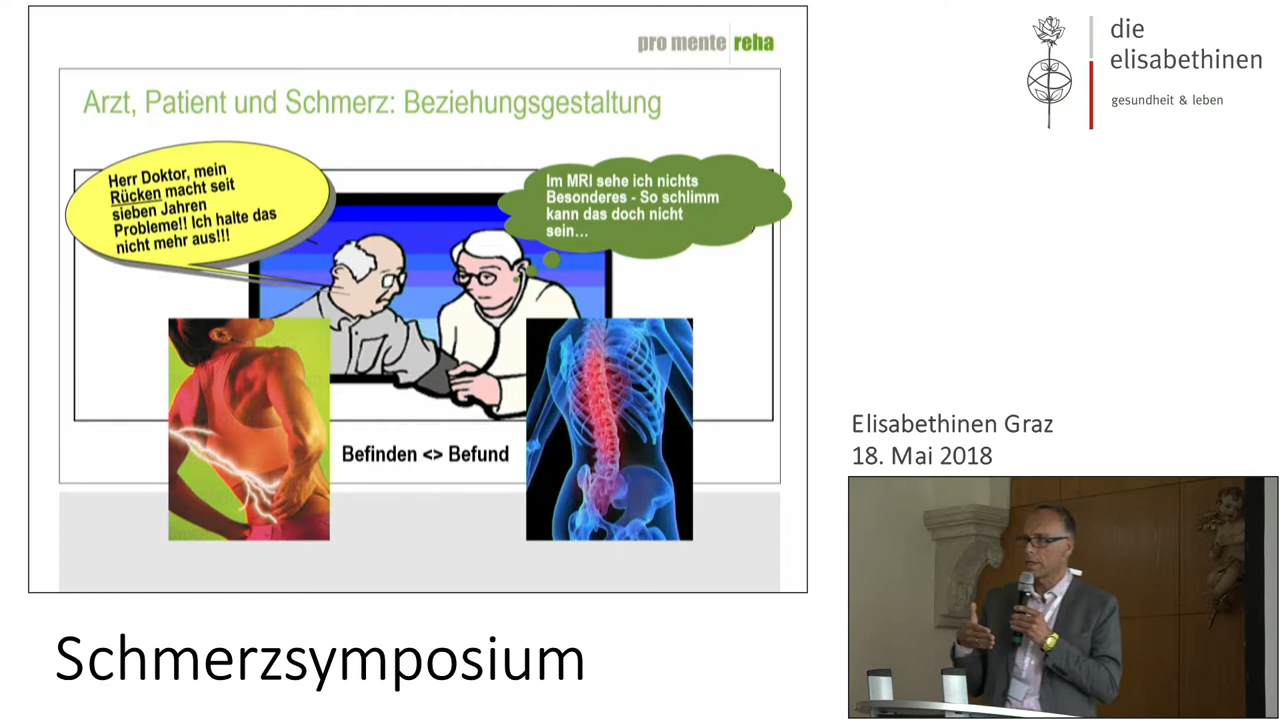 pro mente reha
die
elisabethinen
gesundheit & leben
Arzt, Patient und Schmerz: Beziehungsgestaltung
Herr Doktor, mein
Rücken macht seit
sieben Jahren
Probleme!! Ich halte das
nicht mehr aus!!!
Im MRI sehe ich nichts
Besonderes - So schlimm
kann das doch nicht
sein...
Befinden <> Befund
Elisabethinen Graz
18. Mai 2018
Schmerzsymposium